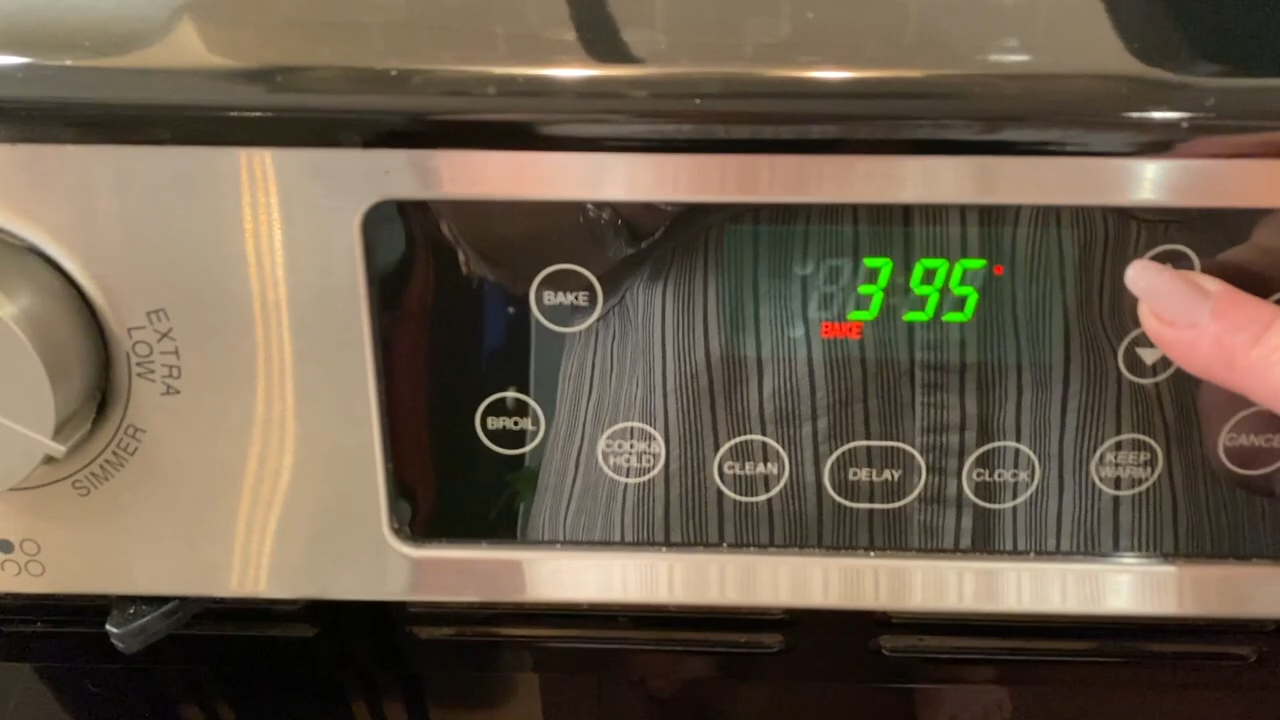 EXTRA
LOW
SIMMER
BAKE
395°
BAKE
BROIL
COOK&
HOLD
CLEAN
DELAY
CLOCK
KEEP
WARM